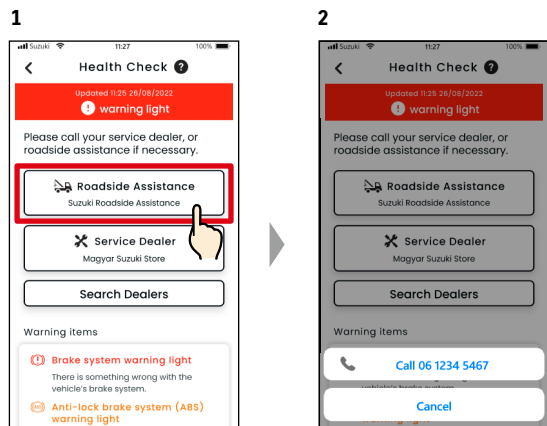 1
Suzuki 11:27 100%
Health Check ?
Updated 11:25 26/08/2022
! warning light
Please call your service dealer, or
roadside assistance if necessary.
Roadside Assistance
Suzuki Roadside Assistance
Service Dealer
Magyar Suzuki Store
Search Dealers
Warning items
Brake system warning light
There is something wrong with the
vehicle's brake system.
Anti-lock brake system (ABS)
warning light
2
Suzuki 11:27 100%
Health Check ?
Updated 11:25 26/08/2022
! warning light
Please call your service dealer, or
roadside assistance if necessary.
Roadside Assistance
Suzuki Roadside Assistance
Service Dealer
Magyar Suzuki Store
Search Dealers
Warning items
Call 06 1234 5467
Cancel